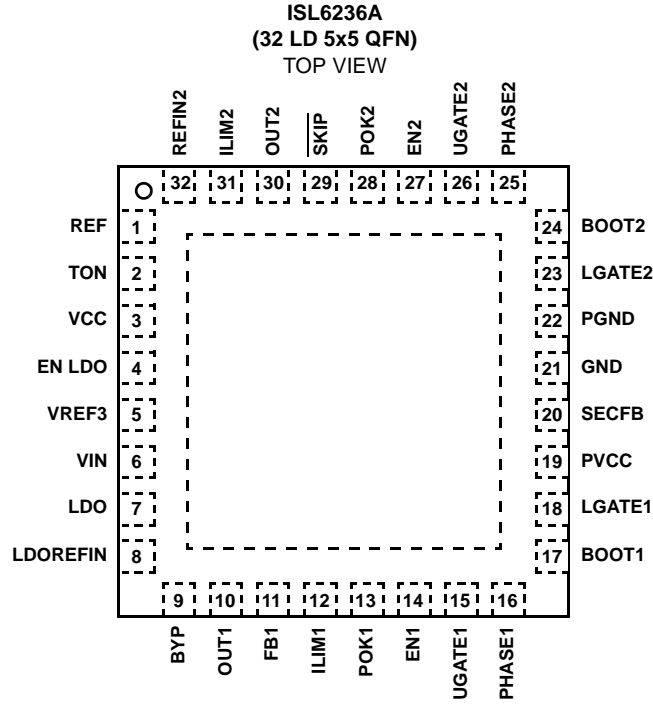 ISL6236A
(32 LD 5x5 QFN)
TOP VIEW
REFIN2
ILIM2
OUT2
SKIP
POK2
EN2
UGATE2
PHASE2
32 31 30 29 28 27 26 25
REF 1 24 BOOT2
TON 2 23 LGATE2
VCC 3 22 PGND
EN LDO 4 21 GND
VREF3 5 20 SECFB
VIN 6 19 PVCC
LDO 7 18 LGATE1
LDOREFIN 8 17 BOOT1
9 10 11 12 13 14 15 16
BYP
OUT1
FB1
ILIM1
POK1
EN1
UGATE1
PHASE1